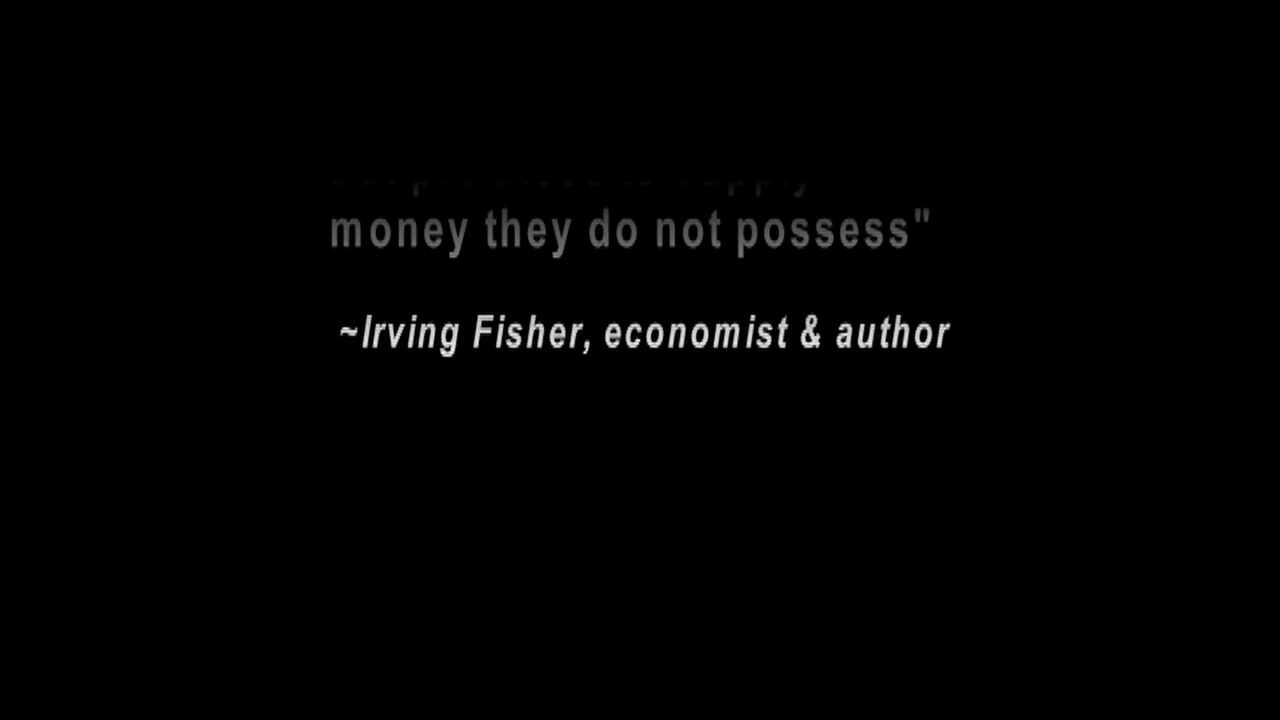 money they do not possess"
~Irving Fisher, economist & author